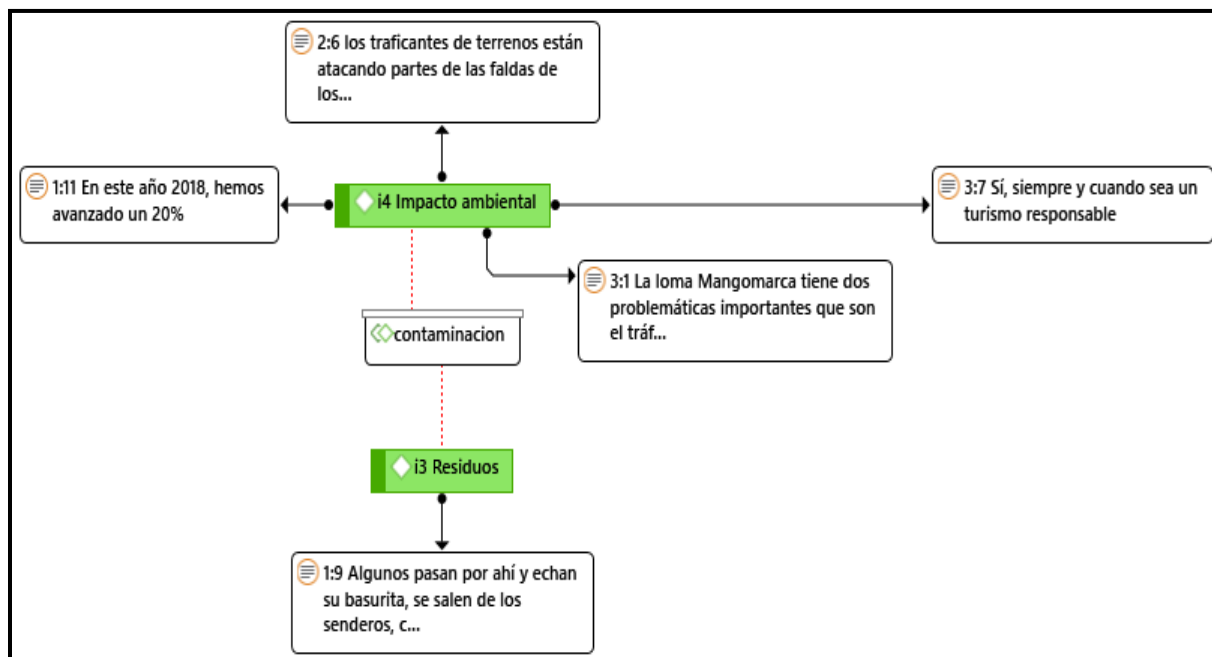 2:6 los traficantes de terrenos están
atacando partes de las faldas de
los...
1:11 En este año 2018, hemos
avanzado un 20%
i4 Impacto ambiental
3:7 Sí, siempre y cuando sea un
turismo responsable
3:1 La loma Mangomarca tiene dos
problemáticas importantes que son
el tráf...
contaminacion
i3 Residuos
1:9 Algunos pasan por ahí y echan
su basurita, se salen de los
senderos, c...